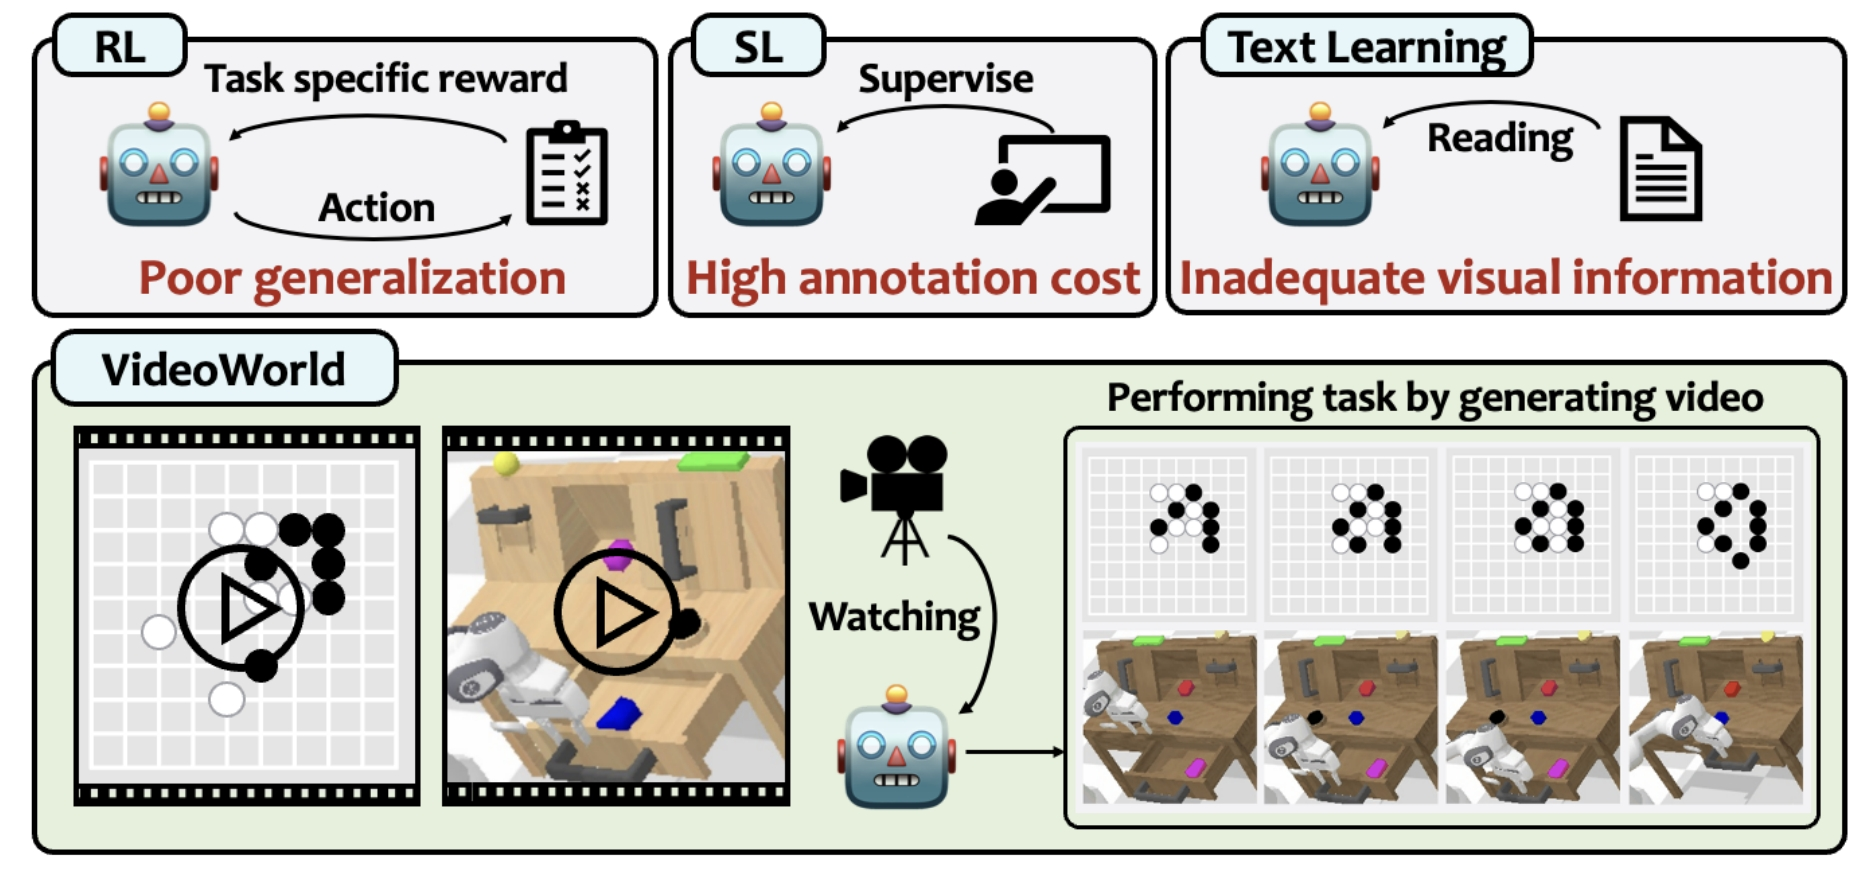 RL
Task specific reward
Action
Poor generalization
SL
Supervise
High annotation cost
Text Learning
Reading
Inadequate visual information
VideoWorld
Watching
Performing task by generating video